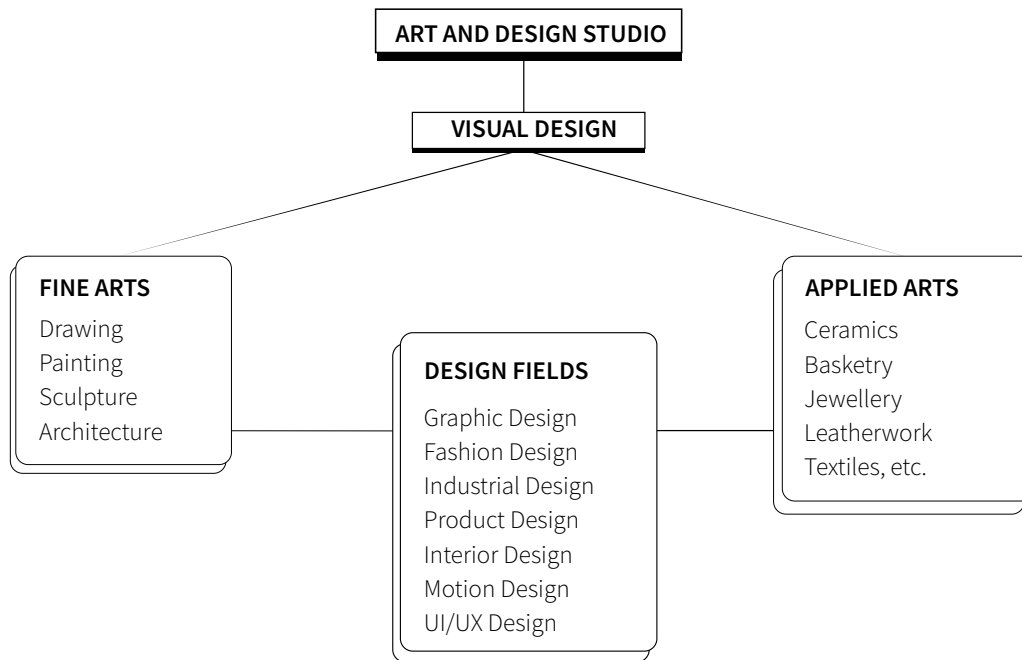 ART AND DESIGN STUDIO
VISUAL DESIGN
FINE ARTS
Drawing
Painting
Sculpture
Architecture
DESIGN FIELDS
Graphic Design
Fashion Design
Industrial Design
Product Design
Interior Design
Motion Design
UI/UX Design
APPLIED ARTS
Ceramics
Basketry
Jewellery
Leatherwork
Textiles, etc.